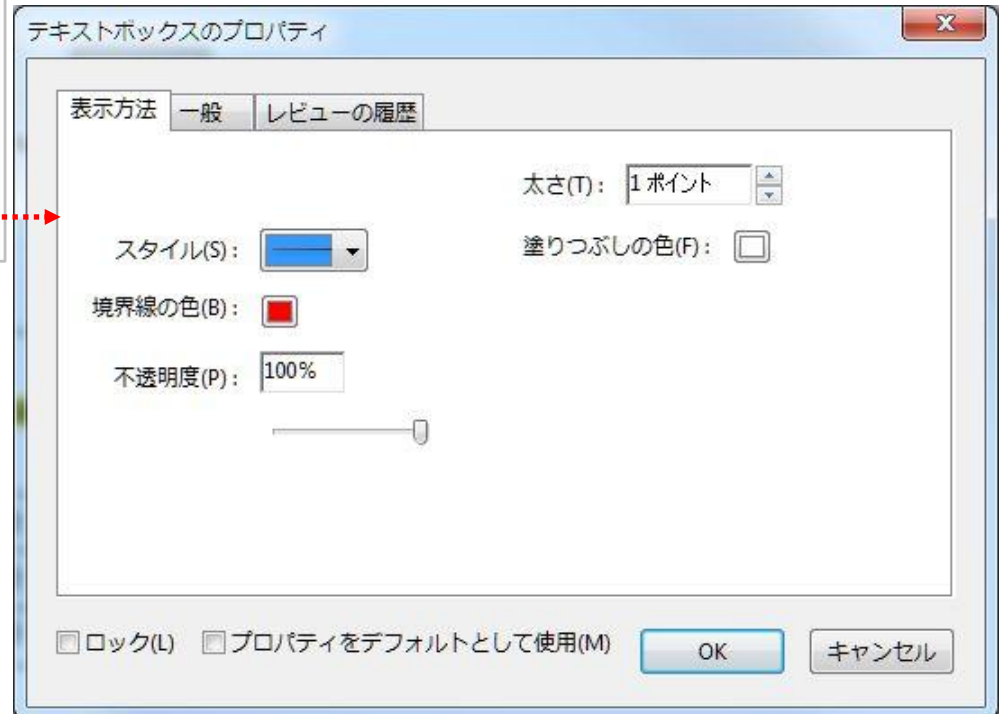 テキストボックスのプロパティ
表示方法 一般 レビューの履歴
太さ(T): 1 ポイント
スタイル(S): 塗りつぶしの色(F):
境界線の色(B):
不透明度(P): 100%
ロック(L) プロパティをデフォルトとして使用(M) OK キャンセル